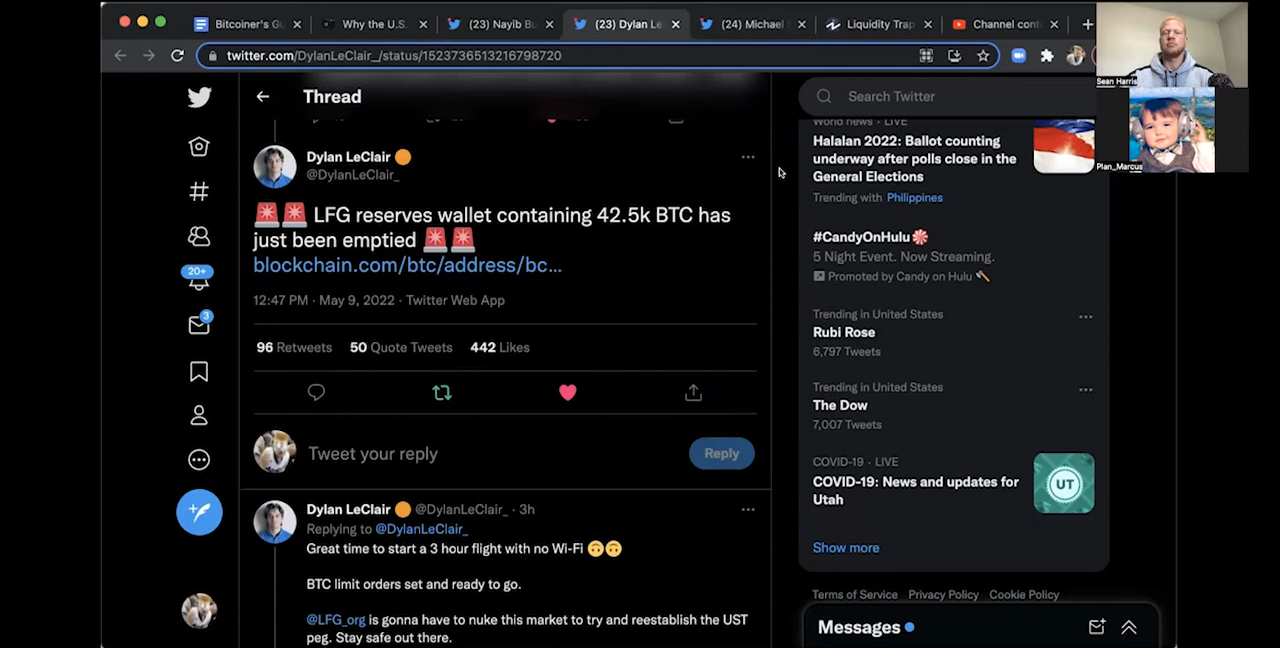 Bitcoiner's Gu
Why the U.S.
(23) Nayib Bu
(23) Dylan Le
(24) Michael
Liquidity Trap
Channel cont
twitter.com/DylanLeClair_/status/1523736513216798720
Sean Harris
Plan_Marcus
Thread
Search Twitter
Dylan LeClair
@DylanLeClair_
🚨🚨 LFG reserves wallet containing 42.5k BTC has
just been emptied 🚨🚨
blockchain.com/btc/address/bc...
12:47 PM · May 9, 2022 · Twitter Web App
96 Retweets 50 Quote Tweets 442 Likes
20+
3
Tweet your reply
Reply
Dylan LeClair 🟠 @DylanLeClair_ · 3h
Replying to @DylanLeClair_
Great time to start a 3 hour flight with no Wi-Fi 🙃🙃
BTC limit orders set and ready to go.
@LFG_org is gonna have to nuke this market to try and reestablish the UST
peg. Stay safe out there.
World news · LIVE
Halalan 2022: Ballot counting
underway after polls close in the
General Elections
Trending with Philippines
#CandyOnHulu
5 Night Event. Now Streaming.
Promoted by Candy on Hulu
Trending in United States
Rubi Rose
6,797 Tweets
Trending in United States
The Dow
7,007 Tweets
COVID-19 · LIVE
COVID-19: News and updates for
Utah
UT
Show more
Terms of Service Privacy Policy Cookie Policy
Messages